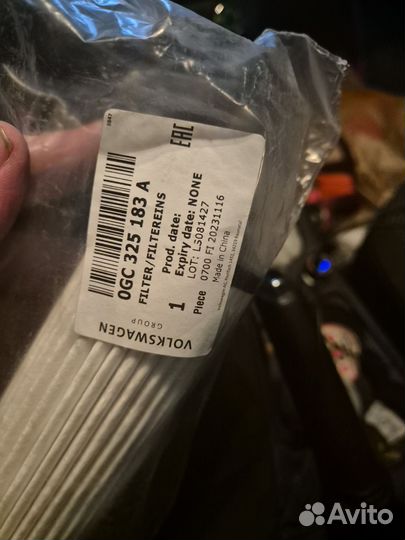 VOLKSWAGEN
GROUP
0GC 325 183 A
FILTER/FILTEREINS
1
Piece
Prod. date:
Expiry date: NONE
LOT: L5081427
0700 FI 20231116
Made in China
EAC
Avito